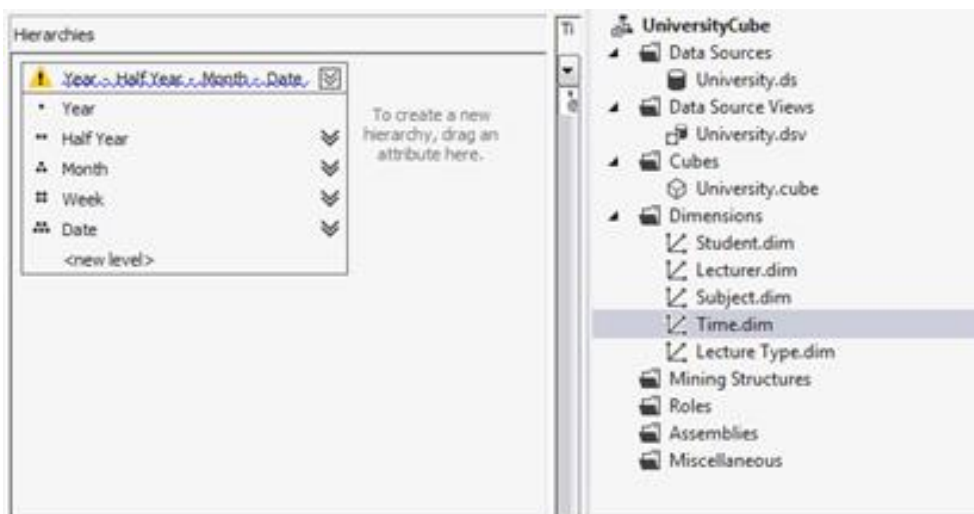 Hierarchies
Year - Half Year - Month - Date
Year
Half Year
Month
Week
Date
<new level>
To create a new
hierarchy, drag an
attribute here.
Ti
UniversityCube
Data Sources
University.ds
Data Source Views
University.dsv
Cubes
University.cube
Dimensions
Student.dim
Lecturer.dim
Subject.dim
Time.dim
Lecture Type.dim
Mining Structures
Roles
Assemblies
Miscellaneous